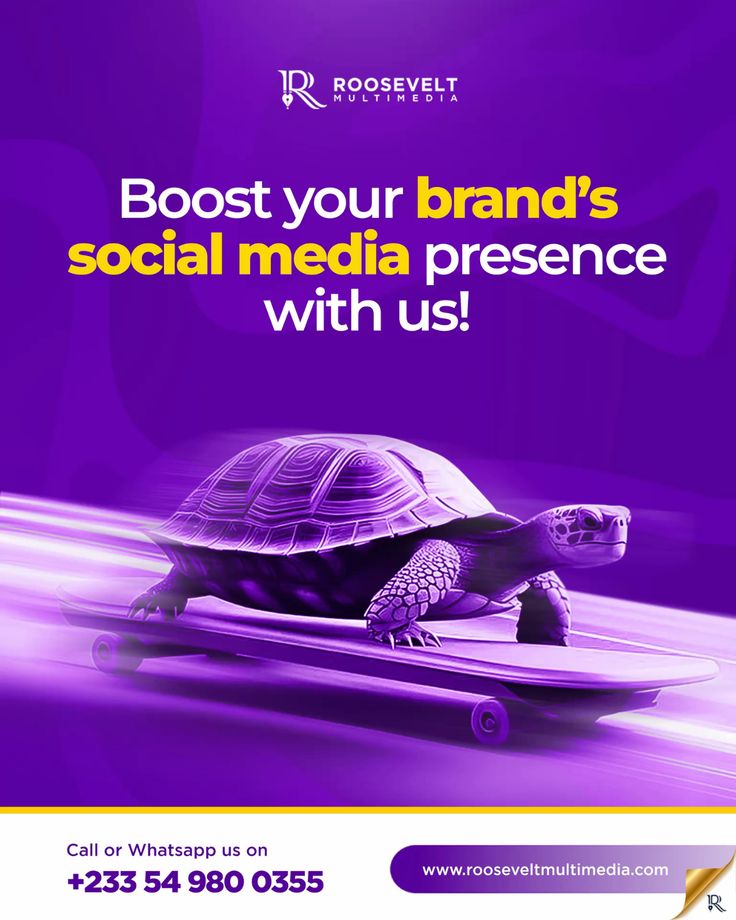 ROOSEVELT
MULTIMEDIA
Boost your brand's
social media presence
with us!
Call or Whatsapp us on
+233 54 980 0355
www.rooseveltmultimedia.com